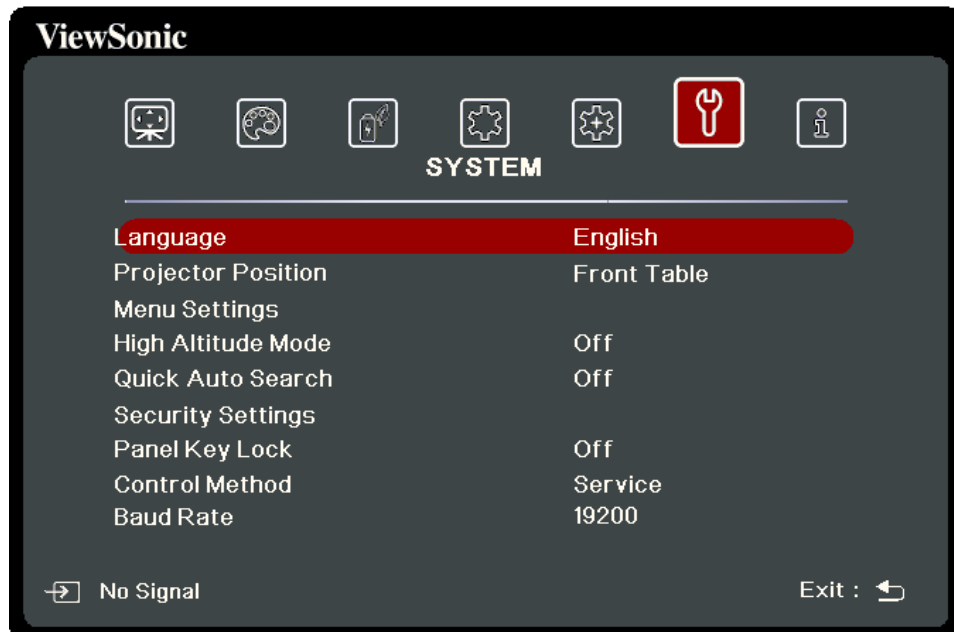 ViewSonic
SYSTEM
Language English
Projector Position Front Table
Menu Settings
High Altitude Mode Off
Quick Auto Search Off
Security Settings
Panel Key Lock Off
Control Method Service
Baud Rate 19200
No Signal Exit :